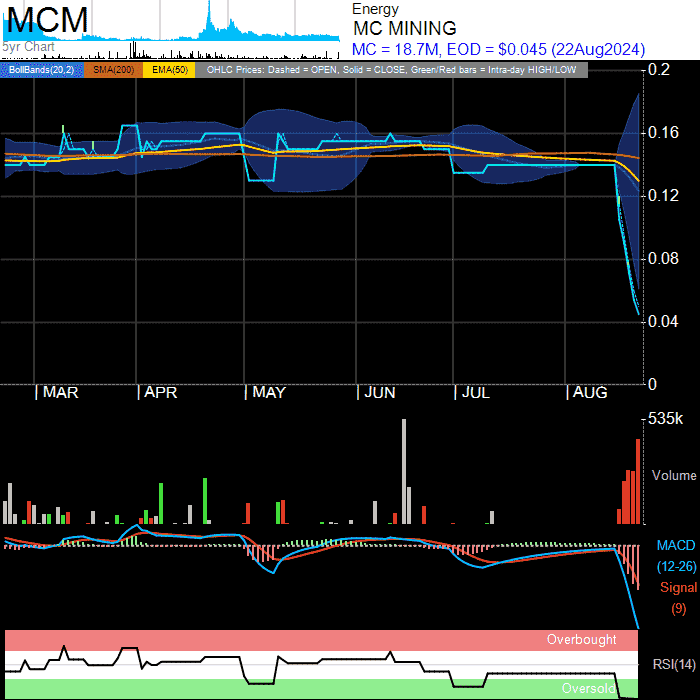 MCM
5yr Chart
Energy
MC MINING
MC = 18.7M, EOD = $0.045 (22Aug2024)
BollBands(20,2) SMA(200) EMA(50) OHLC Prices: Dashed = OPEN, Solid = CLOSE, Green/Red bars = Intra-day HIGH/LOW
0.2
0.16
0.12
0.08
0.04
0
| MAR | APR | MAY | JUN | JUL | AUG
535k
Volume
MACD
(12-26)
Signal
(9)
Overbought
RSI(14)
Oversold